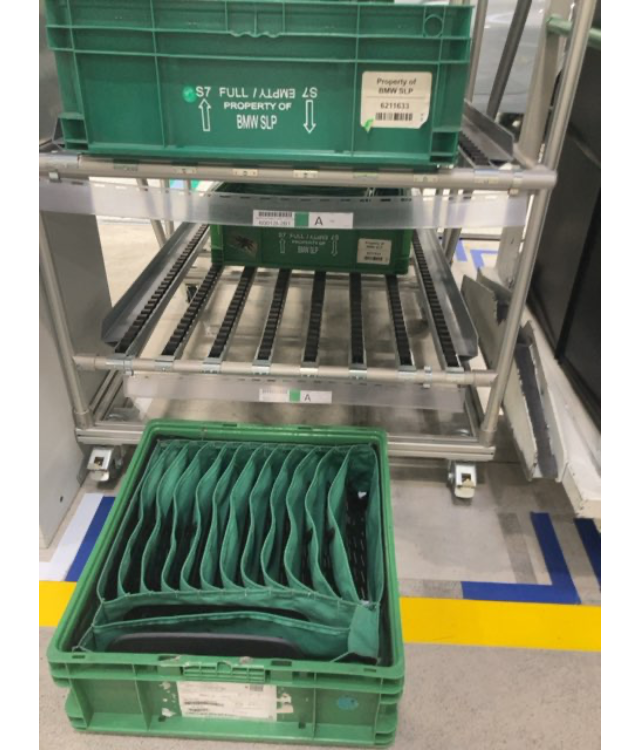 S7 FULL / EMPTY S7
PROPERTY OF
BMW SLP
Property of
BMW SLP
6211633
A
S7 FULL / EMPTY S7
PROPERTY OF
BMW SLP
Property of
BMW SLP
A